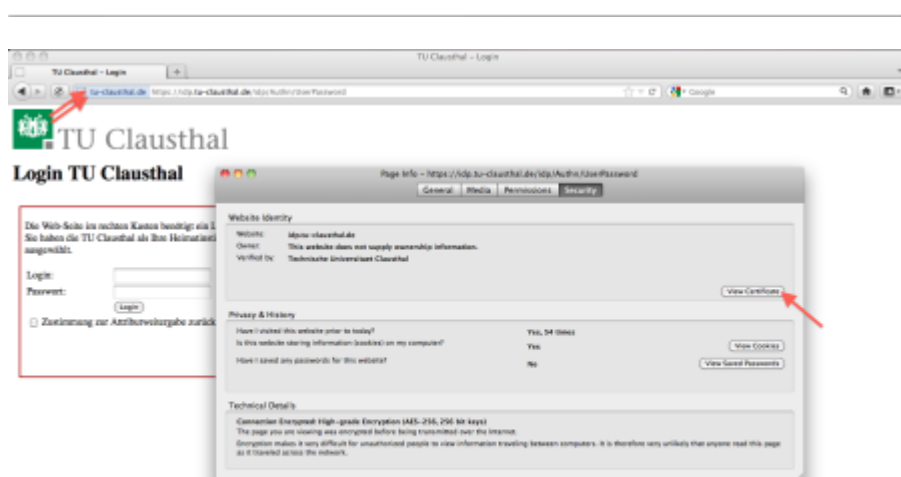 TU Clausthal – Login
TU Clausthal – Login
tu-clausthal.de https://idp.tu-clausthal.de/idp/Authn/UserPassword
Google
TU Clausthal
Login TU Clausthal
Die Web-Seite im rechten Kasten benötigt ein L
Sie haben die TU Clausthal als Ihre Heimateinri
ausgewählt.
Login:
Passwort:
Login
Zustimmung zur Attributweitergabe zurück
Page Info – https://idp.tu-clausthal.de/idp/Authn/UserPassword
General Media Permissions Security
Website Identity
Website: idp.tu-clausthal.de
Owner: This website does not supply ownership information.
Verified by: Technische Universitaet Clausthal
View Certificate
Privacy & History
Have I visited this website prior to today? Yes, 54 times
Is this website storing information (cookies) on my computer? Yes View Cookies
Have I saved any passwords for this website? No View Saved Passwords
Technical Details
Connection Encrypted: High-grade Encryption (AES-256, 256 bit keys)
The page you are viewing was encrypted before being transmitted over the Internet.
Encryption makes it very difficult for unauthorized people to view information traveling between computers. It is therefore very unlikely that anyone read this page
as it traveled across the network.